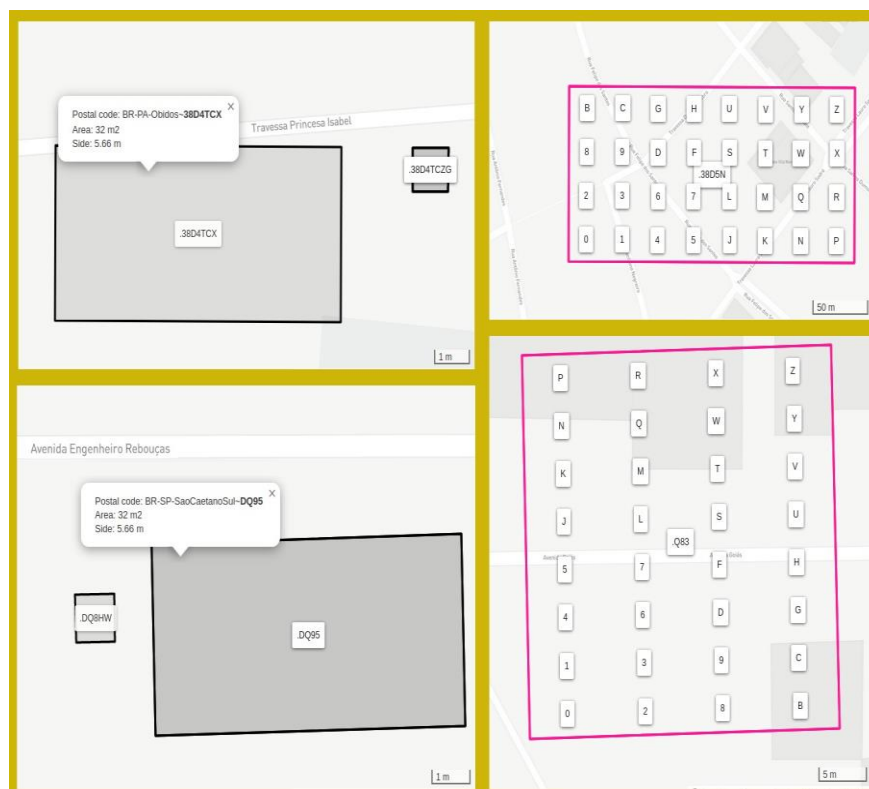 Postal code: BR-PA-Obidos~38D4TCX
Area: 32 m2
Side: 5.66 m
Travessa Princesa Isabel
.38D4TCZG
.38D4TCX
1 m
B C G H U V Y Z
8 9 D F S T W X
.38D5N
2 3 6 7 L M Q R
0 1 4 5 J K N P
50 m
Avenida Engenheiro Rebouças
Postal code: BR-SP-SaoCaetanoSul~DQ95
Area: 32 m2
Side: 5.66 m
.DQ8HW
.DQ95
1 m
P R X Z
N Q W Y
K M T V
J L S U
.Q83
5 7 F H
4 6 D G
1 3 9 C
0 2 8 B
5 m